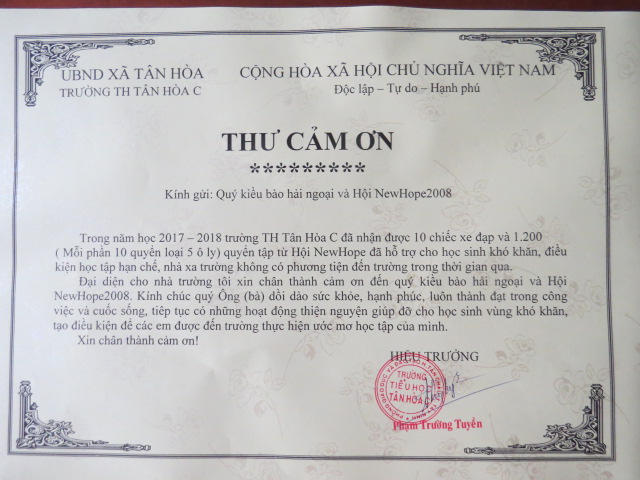 UBND XÃ TÂN HÒA
CỘNG HÒA XÃ HỘI CHỦ NGHĨA VIỆT NAM
TRƯỜNG TH TÂN HÒA C
Độc lập – Tự do – Hạnh phú
THƯ CẢM ƠN
*********
Kính gửi: Quý kiều bào hải ngoại và Hội NewHope2008
Trong năm học 2017 – 2018 trường TH Tân Hòa C đã nhận được 10 chiếc xe đạp và 1.200
( Mỗi phần 10 quyển loại 5 ô ly) quyển tập từ Hội NewHope đã hỗ trợ cho học sinh khó khăn, điều
kiện học tập hạn chế, nhà xa trường không có phương tiện đến trường trong thời gian qua.
Đại diện cho nhà trường tôi xin chân thành cảm ơn đến quý kiều bào hải ngoại và Hội
NewHope2008. Kính chúc quý Ông (bà) dồi dào sức khỏe, hạnh phúc, luôn thành đạt trong công
việc và cuốc sống, tiếp tục có những hoạt động thiện nguyện giúp đỡ cho học sinh vùng khó khăn,
tạo điều kiện để các em được đến trường thực hiện ước mơ học tập của mình.
Xin chân thành cảm ơn!
HIỆU TRƯỞNG
TRƯỜNG
TIỂU HỌ
TÂN HÒA C
Phạm Trường Tuyển